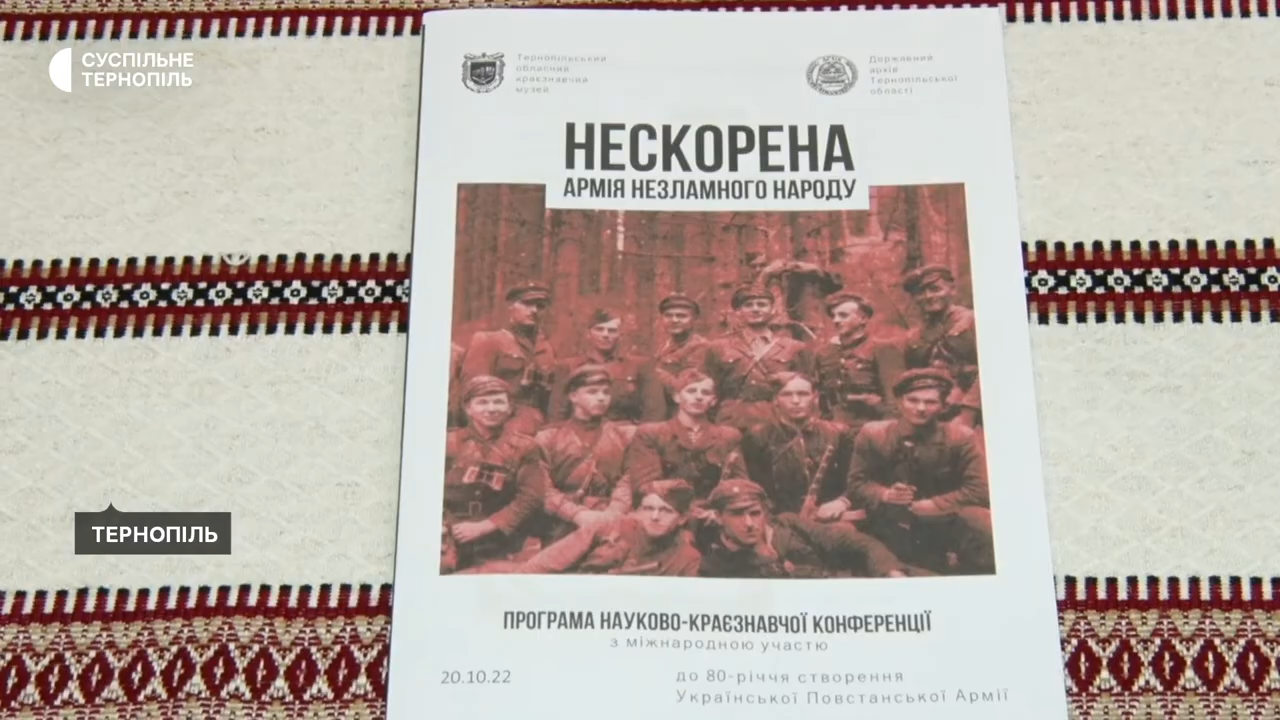 СУСПІЛЬНЕ
ТЕРНОПІЛЬ
Тернопільський
обласний
краєзнавчий
музей
Державний
архів
Тернопільської
області
НЕСКОРЕНА
АРМІЯ НЕЗЛАМНОГО НАРОДУ
ТЕРНОПІЛЬ
ПРОГРАМА НАУКОВО-КРАЄЗНАВЧОЇ КОНФЕРЕНЦІЇ
з міжнародною участю
20.10.22
до 80-річчя створення
Української Повстанської Армії